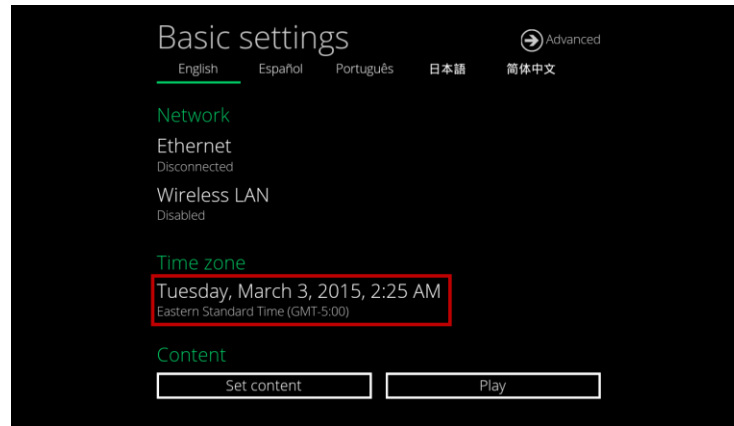 Basic settings
Advanced
English Español Português 日本語 简体中文
Network
Ethernet
Disconnected
Wireless LAN
Disabled
Time zone
Tuesday, March 3, 2015, 2:25 AM
Eastern Standard Time (GMT-5:00)
Content
Set content Play